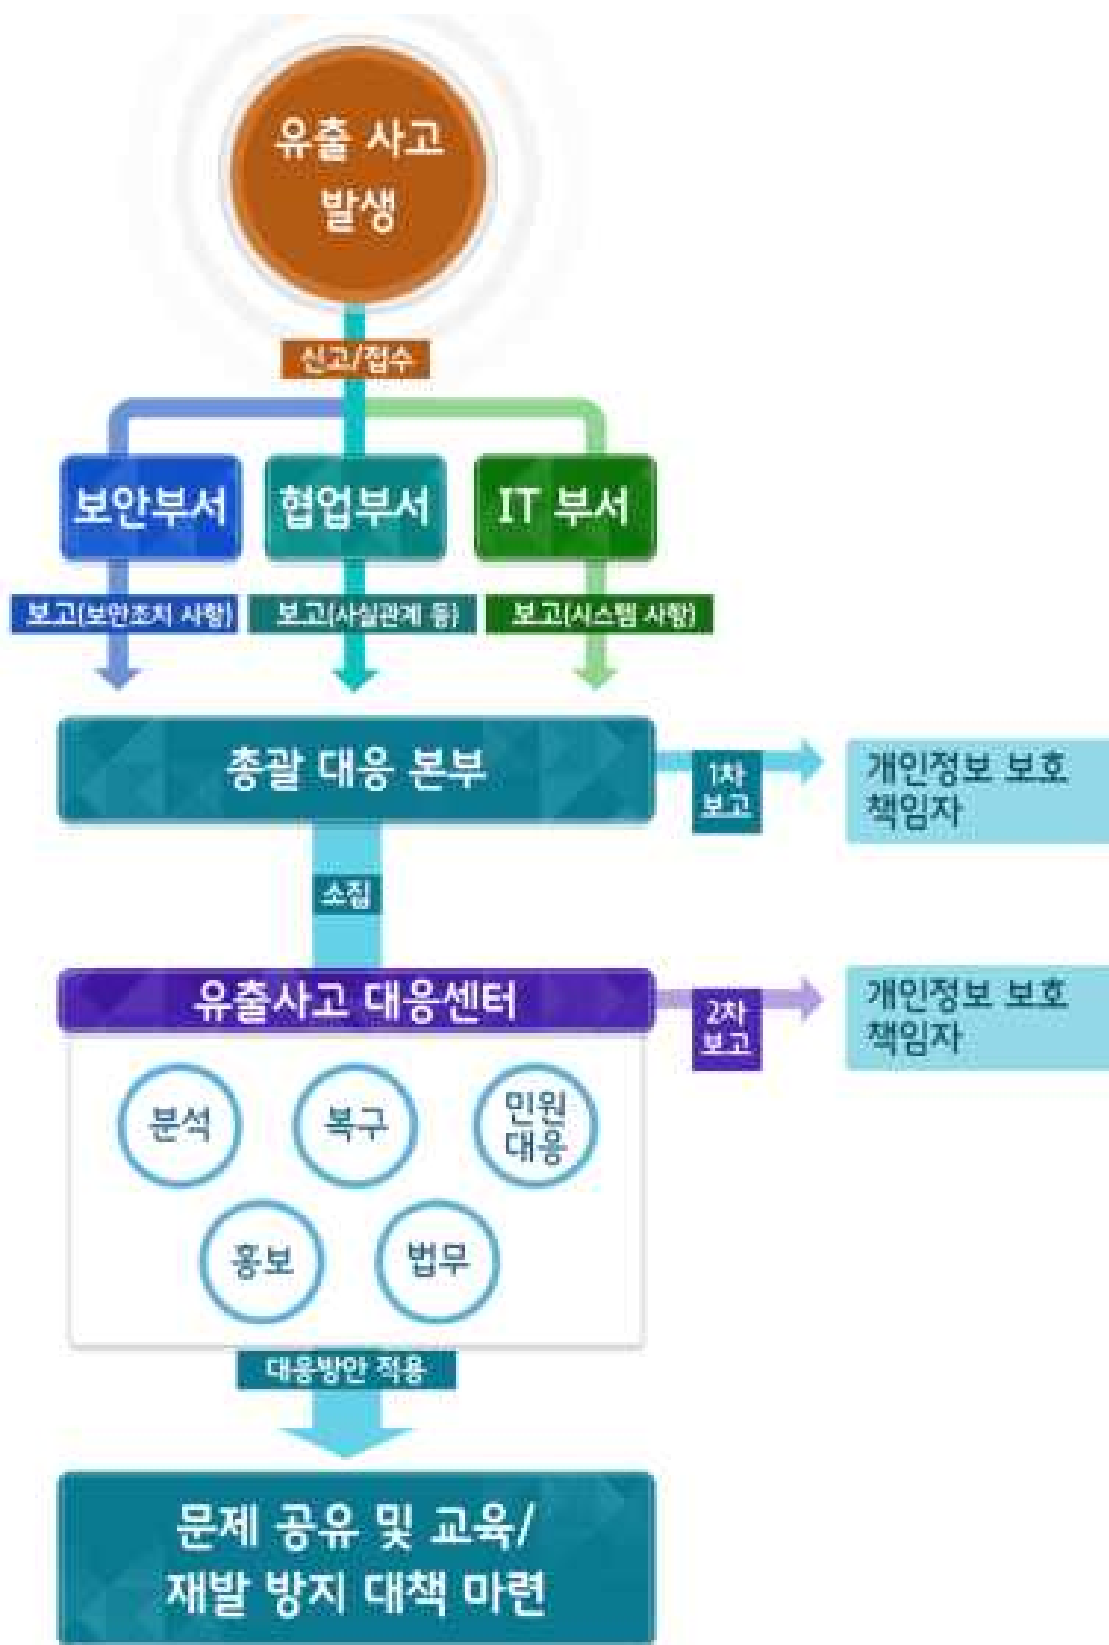 유출 사고
발생
신고/접수
보안부서
협업부서
IT 부서
보고(보안조치 사항)
보고(사실관계 등)
보고(시스템 사항)
총괄 대응 본부
1차
보고
개인정보 보호
책임자
소집
유출사고 대응센터
2차
보고
개인정보 보호
책임자
분석
복구
민원
대응
홍보
법무
대응방안 적용
문제 공유 및 교육/
재발 방지 대책 마련